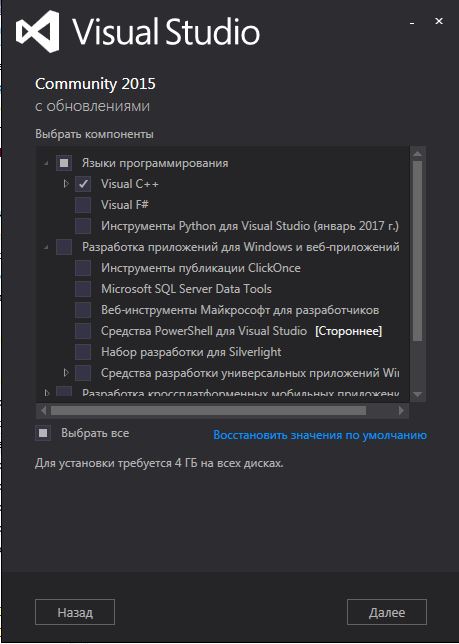 Visual Studio
Community 2015
с обновлениями
Выбрать компоненты
Языки программирования
Visual C++
Visual F#
Инструменты Python для Visual Studio (январь 2017 г.)
Разработка приложений для Windows и веб-приложений
Инструменты публикации ClickOnce
Microsoft SQL Server Data Tools
Веб-инструменты Майкрософт для разработчиков
Средства PowerShell для Visual Studio [Стороннее]
Набор разработки для Silverlight
Средства разработки универсальных приложений Wi
Разработка кроссплатформенных мобильных приложени
Выбрать все
Восстановить значения по умолчанию
Для установки требуется 4 ГБ на всех дисках.
Назад
Далее